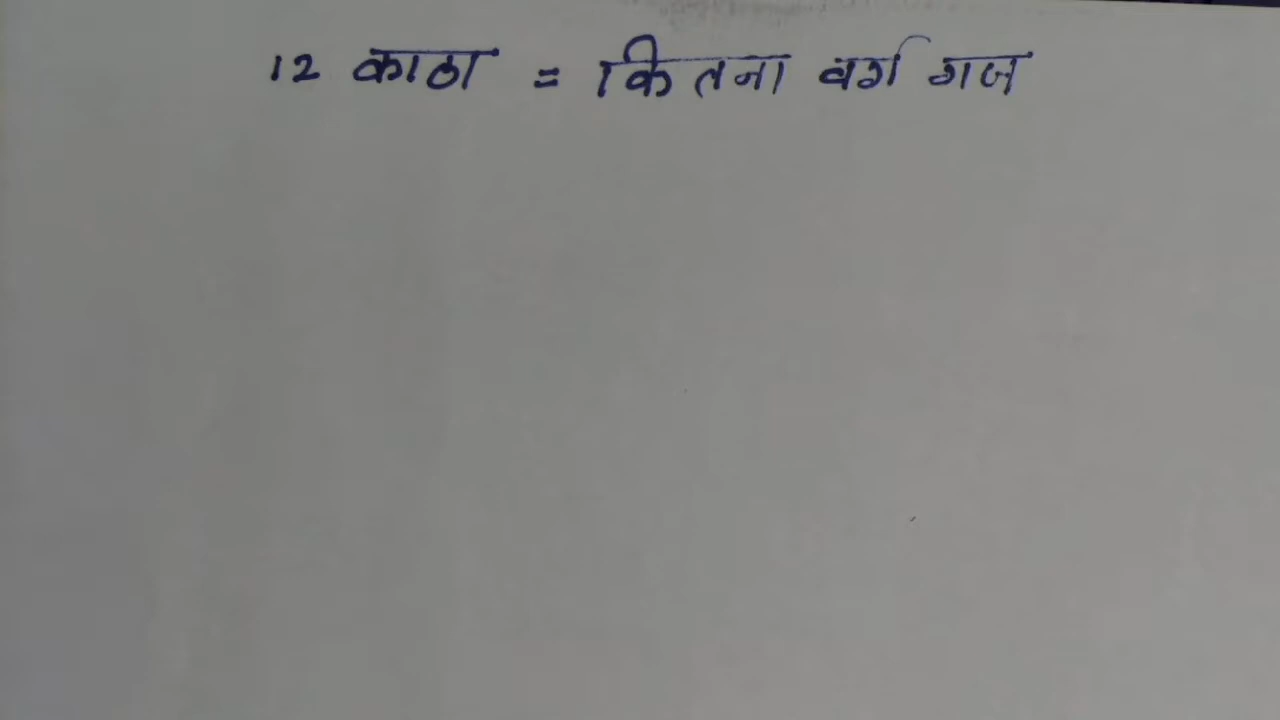 12 काठा = कितना वर्ग गज